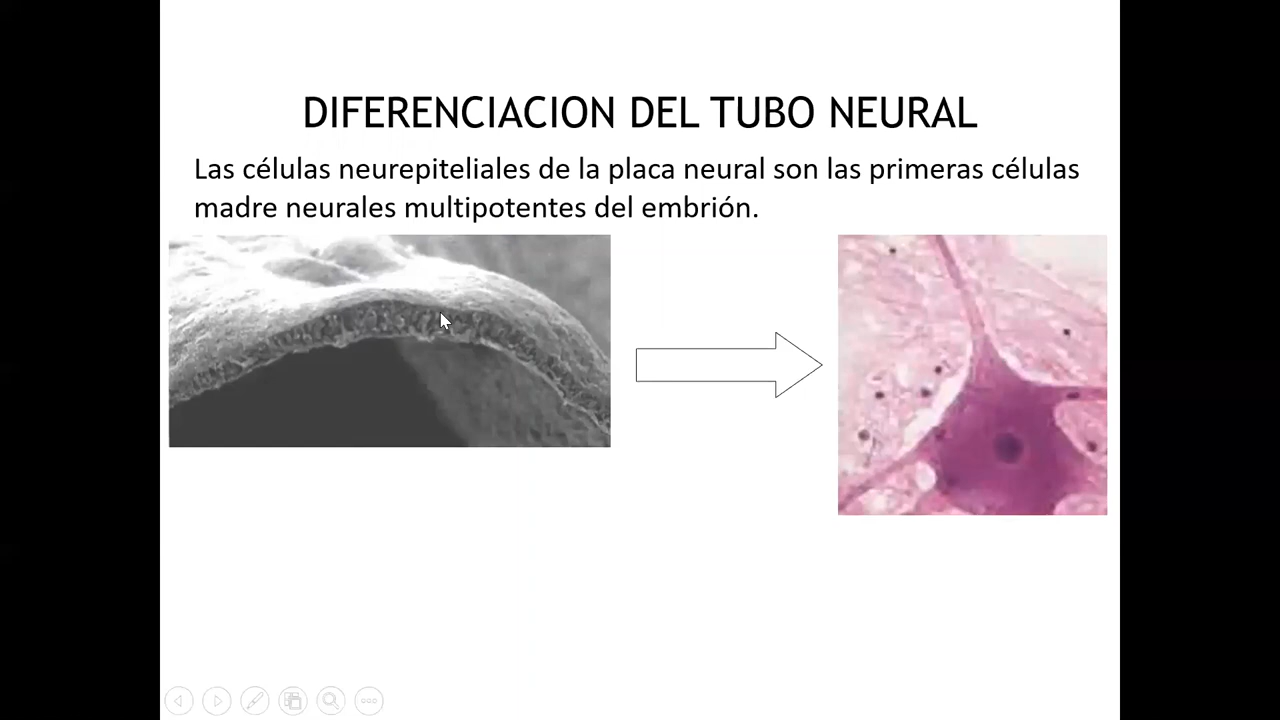 DIFERENCIACION DEL TUBO NEURAL
Las células neurepiteliales de la placa neural son las primeras células
madre neurales multipotentes del embrión.